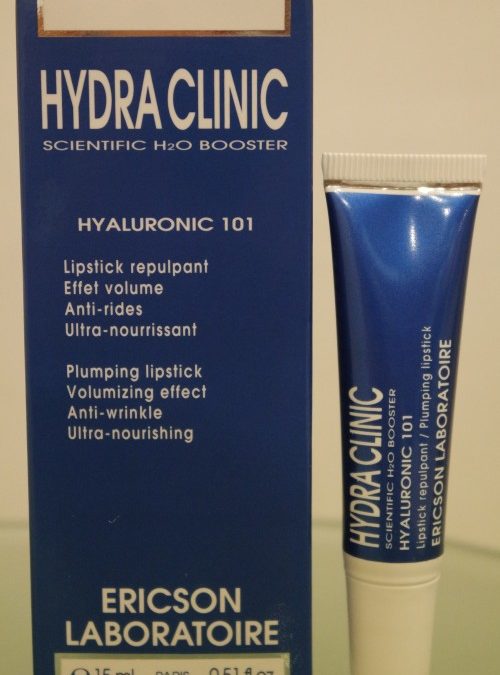 HYDRA CLINIC
SCIENTIFIC H₂O BOOSTER
HYALURONIC 101
Lipstick repulpant
Effet volume
Anti-rides
Ultra-nourrissant
Plumping lipstick
Volumizing effect
Anti-wrinkle
Ultra-nourishing
ERICSON
LABORATOIRE
15 ml PARIS 0.51 fl oz
HYDRA CLINIC
SCIENTIFIC H₂O BOOSTER
HYALURONIC 101
Lipstick repulpant / Plumping lipstick
ERICSON LABORATOIRE